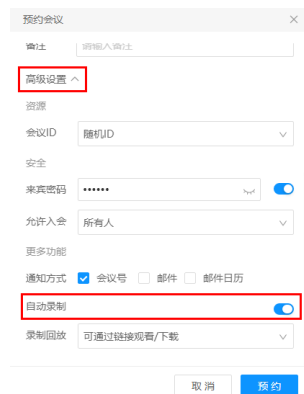 预约会议
备注 请输入备注
高级设置
资源
会议ID 随机ID
安全
来宾密码 ••••••
允许入会 所有人
更多功能
通知方式 会议号 邮件 邮件日历
自动录制
录制回放 可通过链接观看/下载
取消 预约